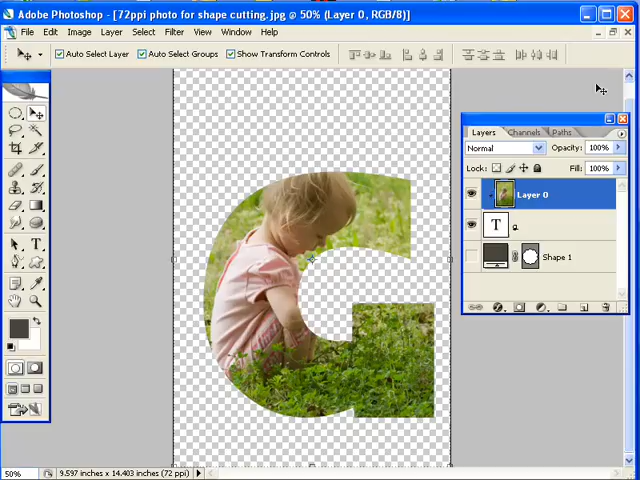 Adobe Photoshop - [72ppi photo for shape cutting.jpg @ 50% (Layer 0, RGB/8)]
File Edit Image Layer Select Filter View Window Help
Auto Select Layer Auto Select Groups Show Transform Controls
Layers Channels Paths
Normal Opacity: 100%
Lock: Fill: 100%
Layer 0
T g
Shape 1
T
G
50% 9.597 inches x 14.403 inches (72 ppi)